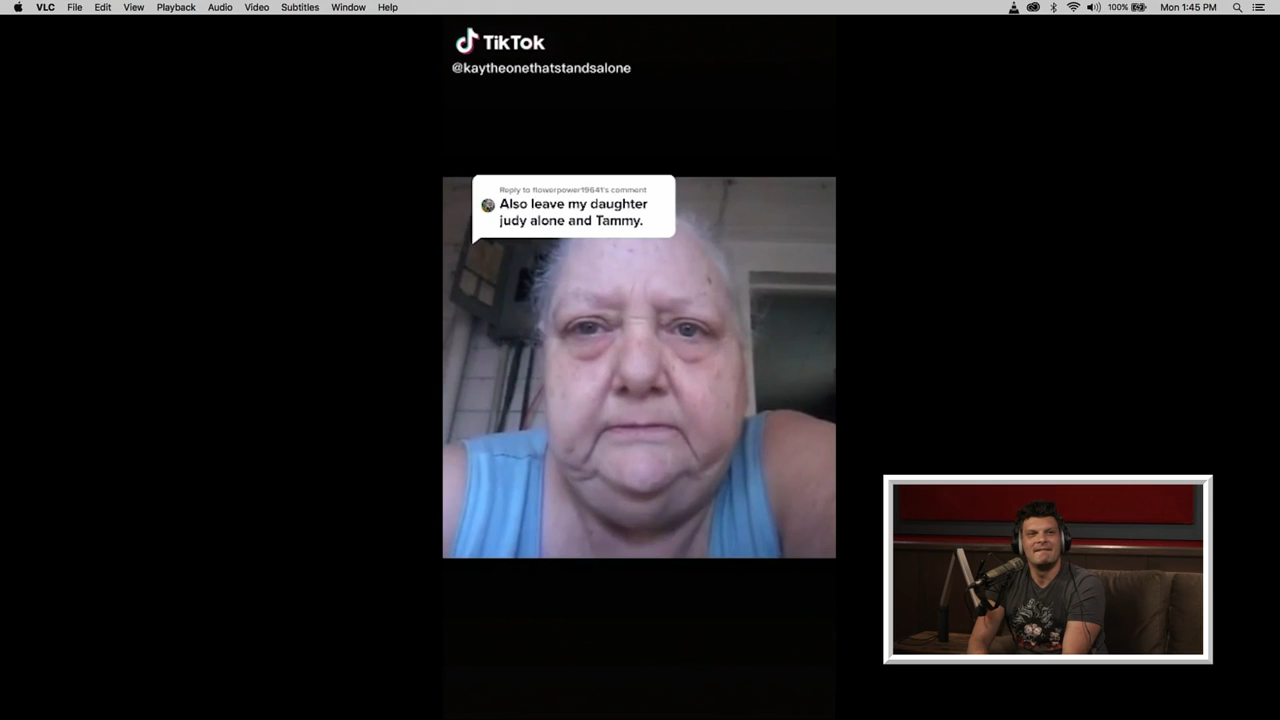 VLC File Edit View Playback Audio Video Subtitles Window Help 100% Mon 1:45 PM
TikTok
@kaytheonethatstandsalone
Reply to flowerpower19641's comment
Also leave my daughter
judy alone and Tammy.